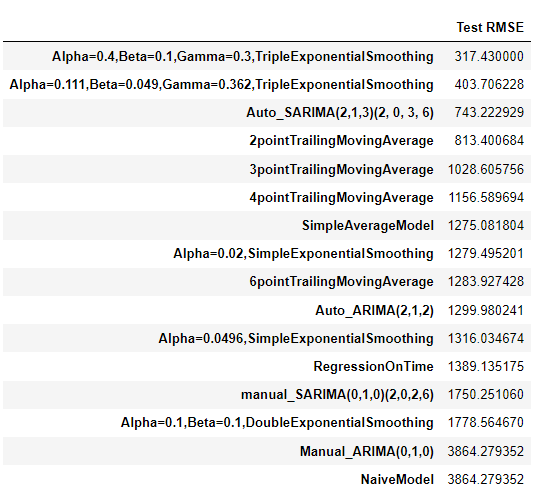 Test RMSE
Alpha=0.4,Beta=0.1,Gamma=0.3,TripleExponentialSmoothing 317.430000
Alpha=0.111,Beta=0.049,Gamma=0.362,TripleExponentialSmoothing 403.706228
Auto_SARIMA(2,1,3)(2, 0, 3, 6) 743.222929
2pointTrailingMovingAverage 813.400684
3pointTrailingMovingAverage 1028.605756
4pointTrailingMovingAverage 1156.589694
SimpleAverageModel 1275.081804
Alpha=0.02,SimpleExponentialSmoothing 1279.495201
6pointTrailingMovingAverage 1283.927428
Auto_ARIMA(2,1,2) 1299.980241
Alpha=0.0496,SimpleExponentialSmoothing 1316.034674
RegressionOnTime 1389.135175
manual_SARIMA(0,1,0)(2,0,2,6) 1750.251060
Alpha=0.1,Beta=0.1,DoubleExponentialSmoothing 1778.564670
Manual_ARIMA(0,1,0) 3864.279352
NaiveModel 3864.279352